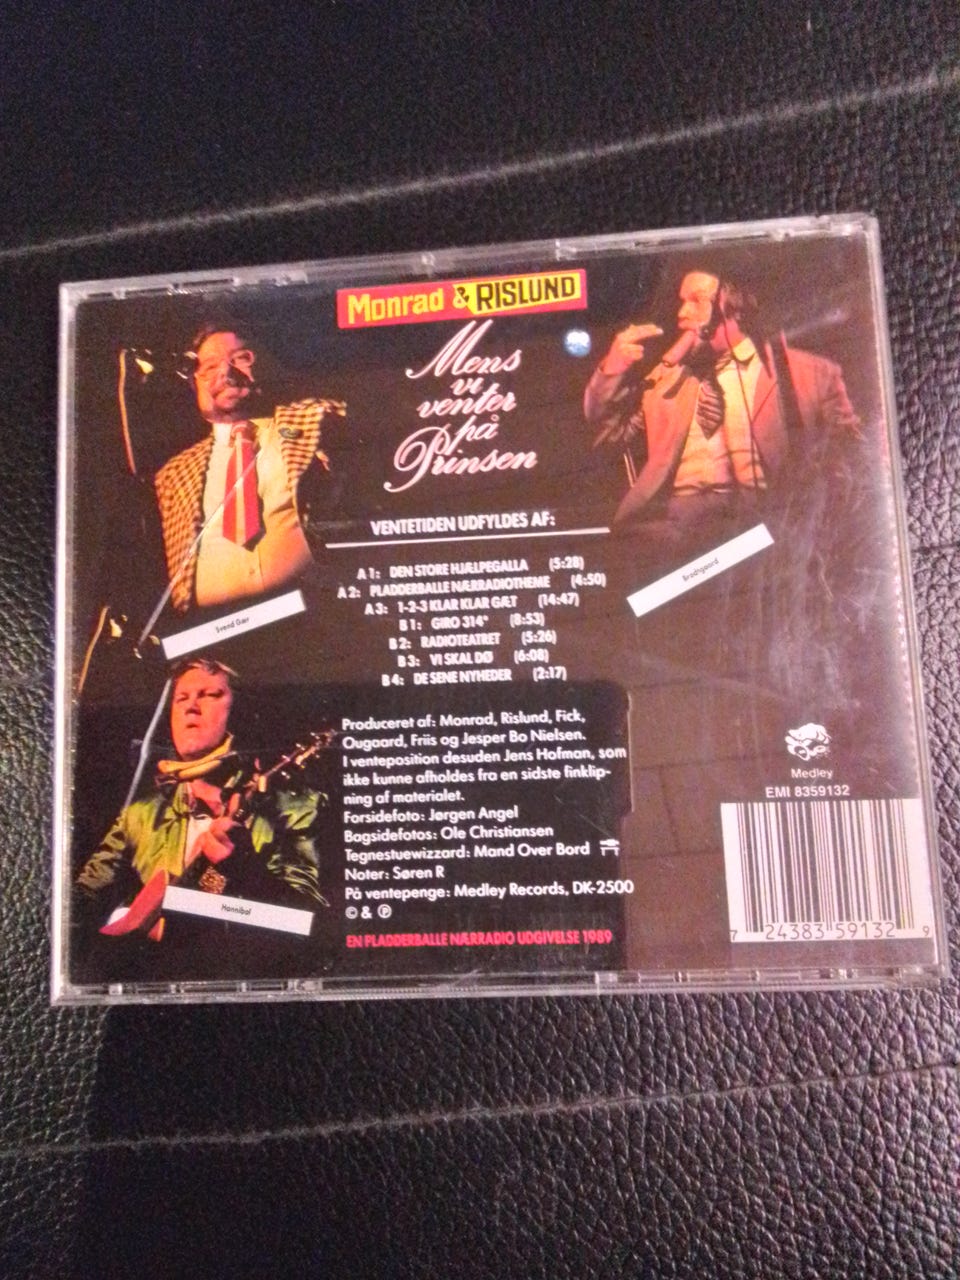 Monrad & RISLUND
Mens
vi
venter
på
Prinsen
VENTETIDEN UDFYLDES AF:
A 1: DEN STORE HJÆLPEGALLA (5:28)
A 2: PLADDERBALLE NÆRRADIOTHEME (4:50)
A 3: 1-2-3 KLAR KLAR GÆT (14:47)
B 1: GIRO 314° (8:53)
B 2: RADIOTEATRET (5:26)
B 3: VI SKAL DØ (6:08)
B 4: DE SENE NYHEDER (2:17)
Svend Gær
Brødtgaard
Hannibal
Produceret af: Monrad, Rislund, Fick,
Ougaard, Friis og Jesper Bo Nielsen.
I venteposition desuden Jens Hofman, som
ikke kunne afholdes fra en sidste finklip-
ning af materialet.
Forsidefoto: Jørgen Angel
Bagsidefotos: Ole Christiansen
Tegnestuewizzard: Mand Over Bord
Noter: Søren R
På ventepenge: Medley Records, DK-2500
© & ℗
EN PLADDERBALLE NÆRRADIO UDGIVELSE 1989
Medley
EMI 8359132
7 24383 59132 9